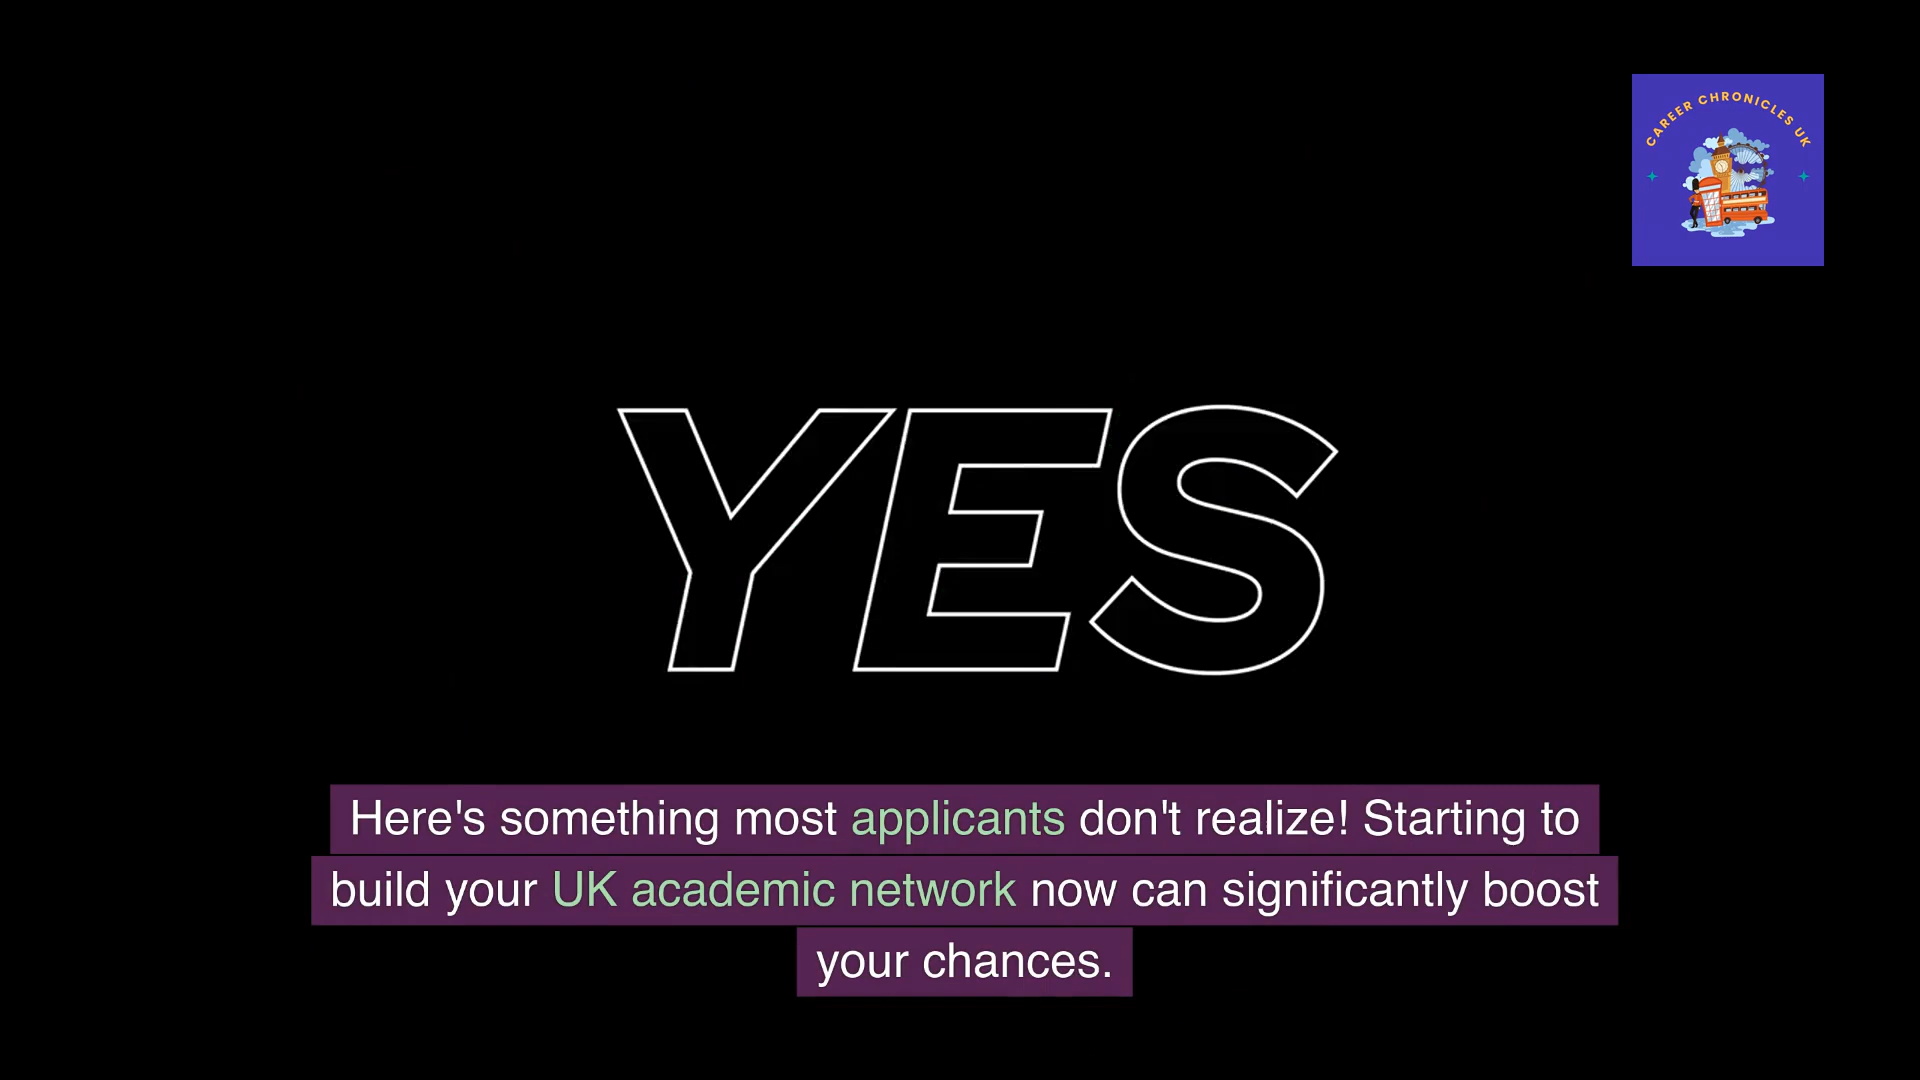 CAREER CHRONICLES UK
YES
Here's something most applicants don't realize! Starting to
build your UK academic network now can significantly boost
your chances.